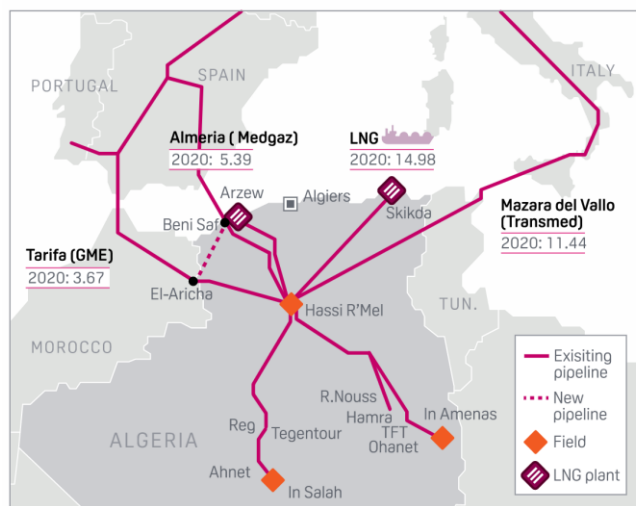 PORTUGAL
SPAIN
ITALY
Almeria ( Medgaz)
2020: 5.39
LNG
2020: 14.98
Arzew
Algiers
Skikda
Beni Saf
Mazara del Vallo
(Transmed)
2020: 11.44
Tarifa (GME)
2020: 3.67
El-Aricha
Hassi R'Mel
TUN.
MOROCCO
Exisiting
pipeline
New
pipeline
Field
LNG plant
R.Nouss
Hamra
In Amenas
TFT
Ohanet
Reg
Tegentour
ALGERIA
Ahnet
In Salah